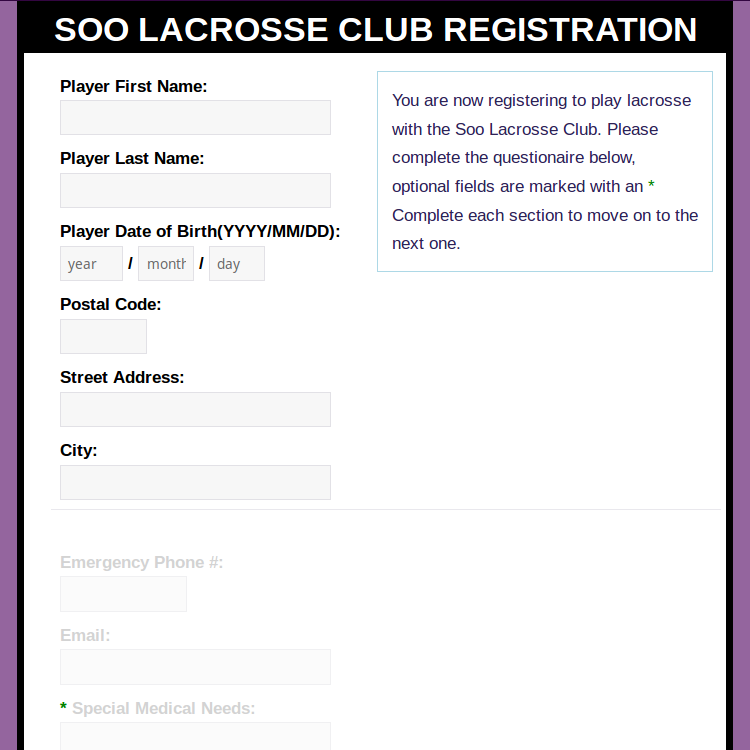 SOO LACROSSE CLUB REGISTRATION
Player First Name:
Player Last Name:
Player Date of Birth(YYYY/MM/DD):
year / month / day
Postal Code:
Street Address:
City:
You are now registering to play lacrosse
with the Soo Lacrosse Club. Please
complete the questionaire below,
optional fields are marked with an *
Complete each section to move on to the
next one.
Emergency Phone #:
Email:
* Special Medical Needs: